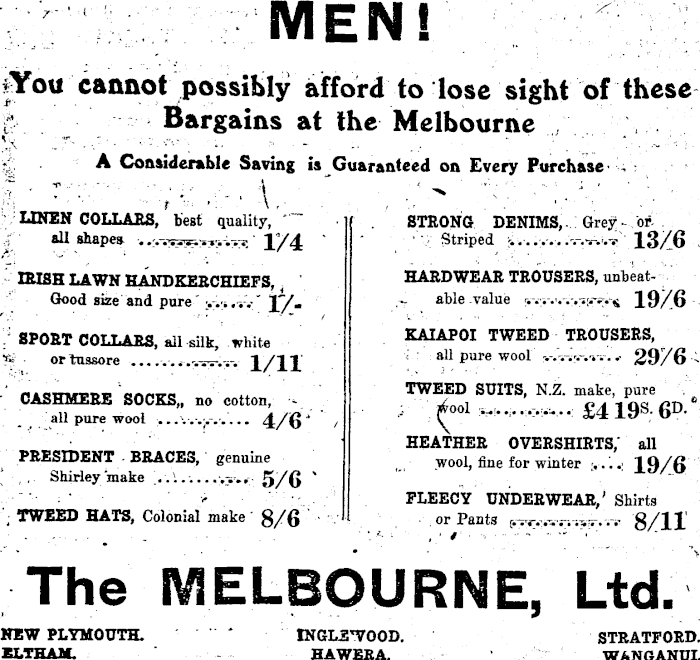 MEN!
You cannot possibly afford to lose sight of these
Bargains at the Melbourne
A Considerable Saving is Guaranteed on Every Purchase
LINEN COLLARS, best quality,
all shapes ............ 1/4
IRISH LAWN HANDKERCHIEFS,
Good size and pure ...... 1/-
SPORT COLLARS, all silk, white
or tussore ............ 1/11
CASHMERE SOCKS,, no cotton,
all pure wool ............ 4/6
PRESIDENT BRACES, genuine
Shirley make ............ 5/6
TWEED HATS, Colonial make 8/6
STRONG DENIMS, Grey or
Striped ............ 13/6
HARDWEAR TROUSERS, unbeat-
able value ............ 19/6
KAIAPOI TWEED TROUSERS,
all pure wool ............ 29/6
TWEED SUITS, N.Z. make, pure
wool ............ £4 19S. 6D.
HEATHER OVERSHIRTS, all
wool, fine for winter .... 19/6
FLEECY UNDERWEAR, Shirts
or Pants ............ 8/11
The MELBOURNE, Ltd.
NEW PLYMOUTH. INGLEWOOD. STRATFORD.
ELTHAM. HAWERA. WANGANUI